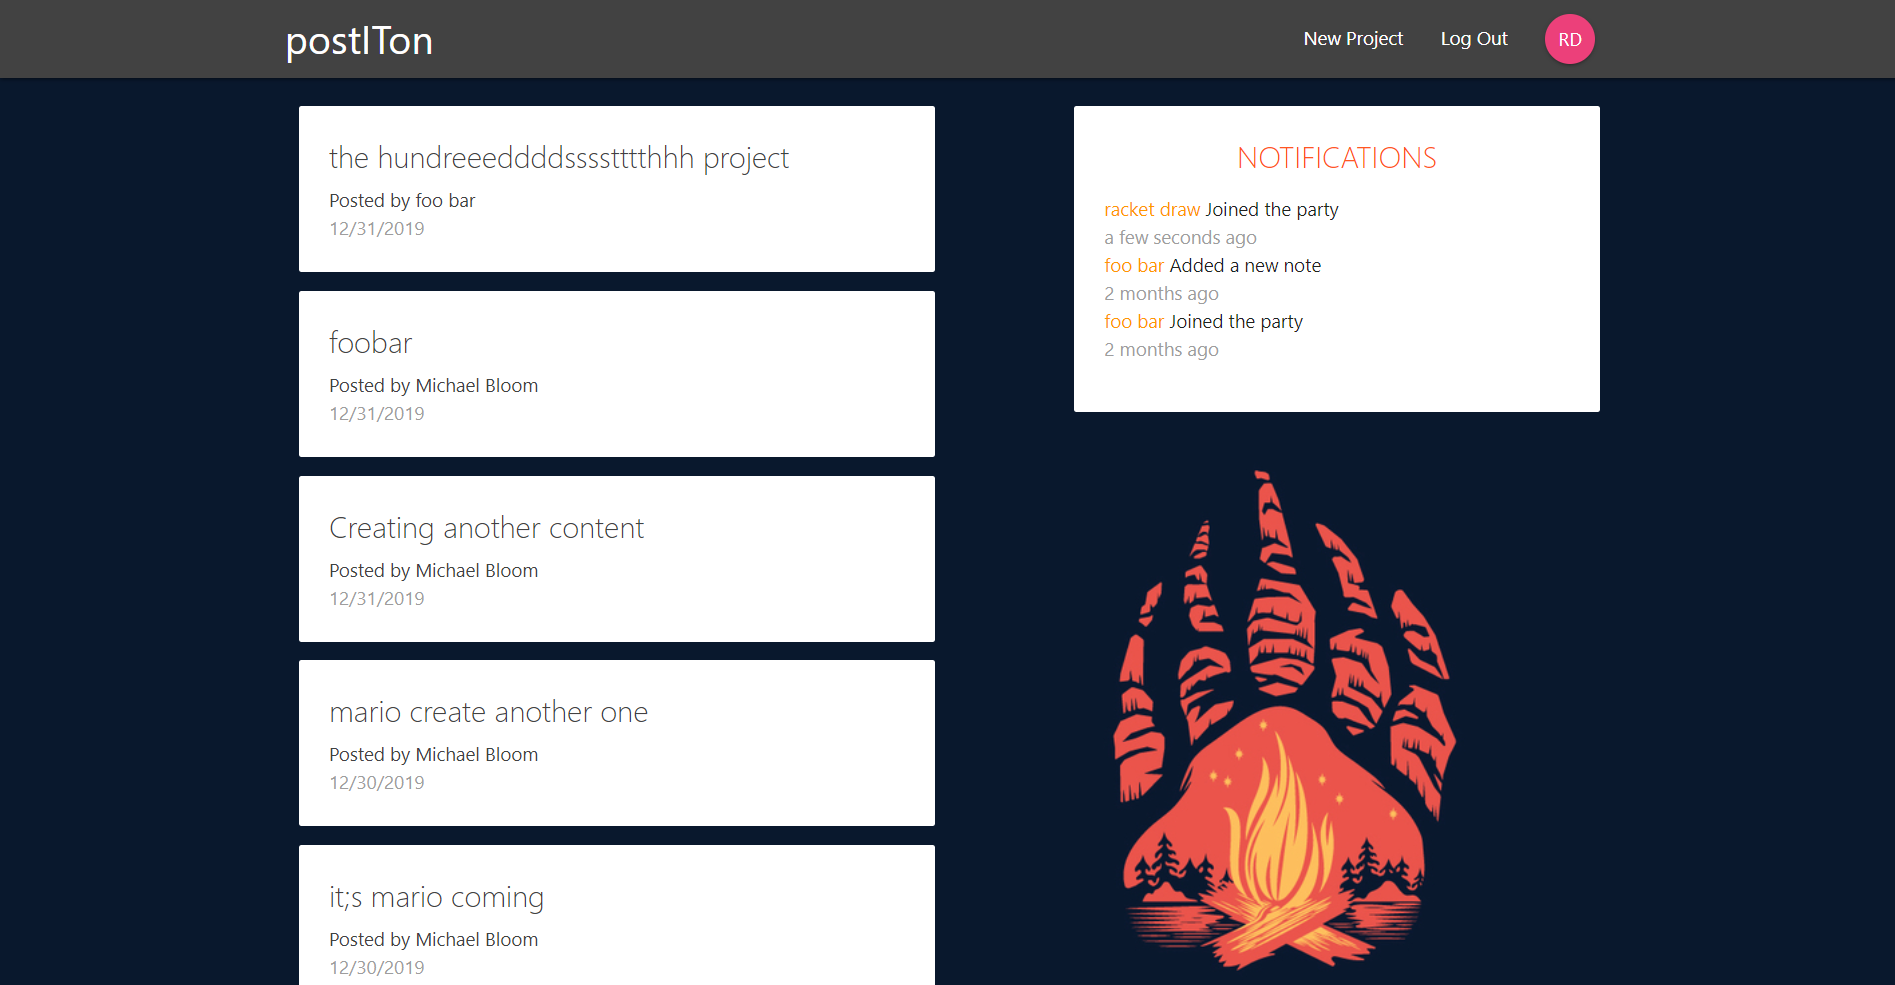 postITon
New Project
Log Out
RD
the hundreeeddddsssstttthhh project
Posted by foo bar
12/31/2019
foobar
Posted by Michael Bloom
12/31/2019
Creating another content
Posted by Michael Bloom
12/31/2019
mario create another one
Posted by Michael Bloom
12/30/2019
it;s mario coming
Posted by Michael Bloom
12/30/2019
NOTIFICATIONS
racket draw Joined the party
a few seconds ago
foo bar Added a new note
2 months ago
foo bar Joined the party
2 months ago